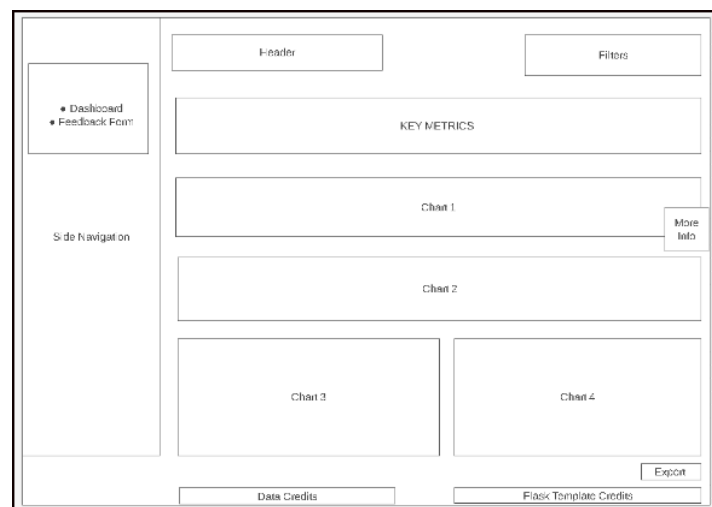 Header
Filters
• Dashboard
• Feedback Form
KEY METRICS
Chart 1
More
Info
Side Navigation
Chart 2
Chart 3
Chart 4
Export
Data Credits
Flask Template Credits